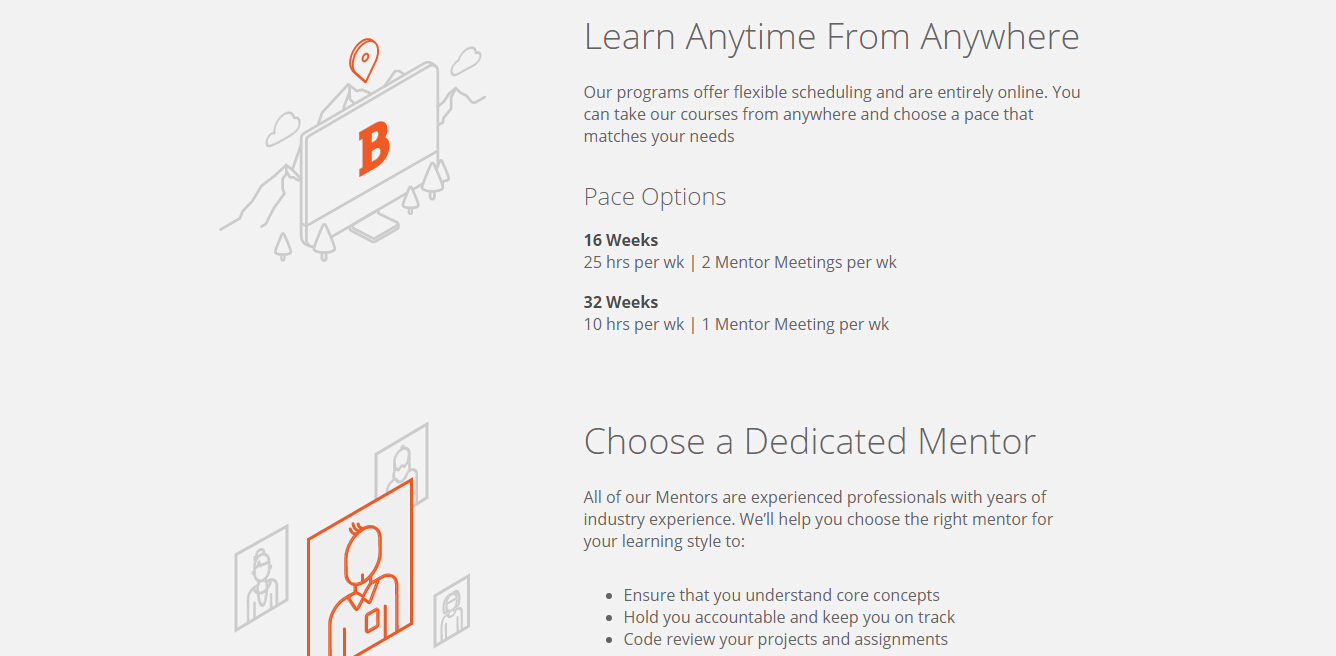 B
Learn Anytime From Anywhere
Our programs offer flexible scheduling and are entirely online. You
can take our courses from anywhere and choose a pace that
matches your needs
Pace Options
16 Weeks
25 hrs per wk | 2 Mentor Meetings per wk
32 Weeks
10 hrs per wk | 1 Mentor Meeting per wk
Choose a Dedicated Mentor
All of our Mentors are experienced professionals with years of
industry experience. We’ll help you choose the right mentor for
your learning style to:
• Ensure that you understand core concepts
• Hold you accountable and keep you on track
• Code review your projects and assignments